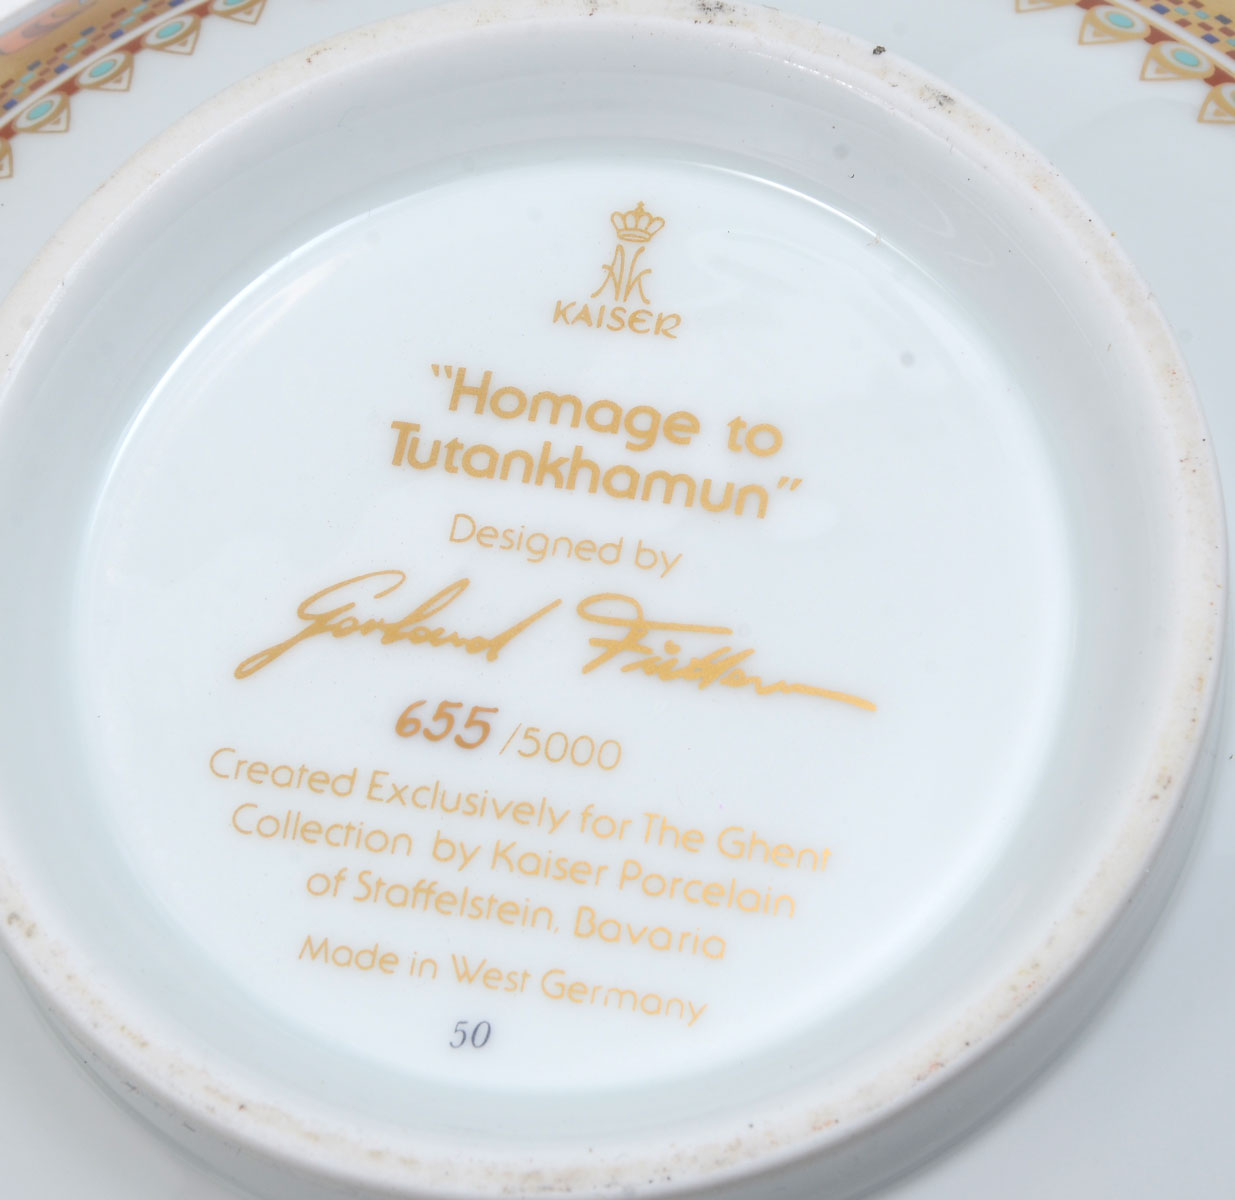 AK
KAISER
"Homage to
Tutankhamun"
Designed by
Garland
655/5000
Created Exclusively for The Ghent
Collection by Kaiser Porcelain
of Staffelstein, Bavaria
Made in West Germany
50